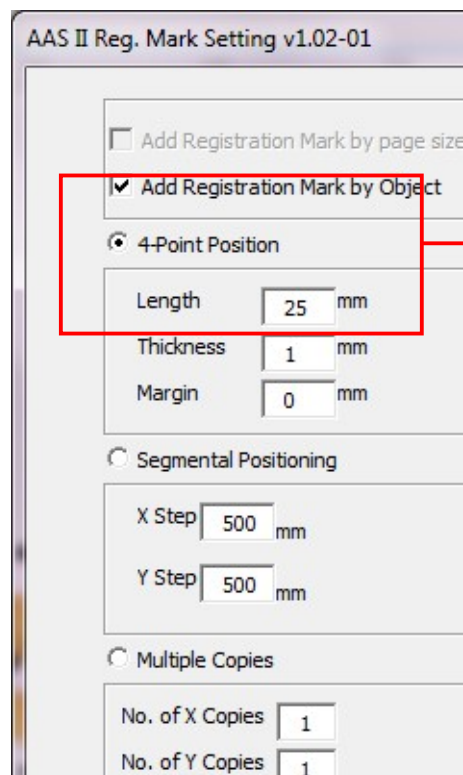 AAS II Reg. Mark Setting v1.02-01
Add Registration Mark by page size
Add Registration Mark by Object
4-Point Position
Length 25 mm
Thickness 1 mm
Margin 0 mm
Segmental Positioning
X Step 500 mm
Y Step 500 mm
Multiple Copies
No. of X Copies 1
No. of Y Copies 1